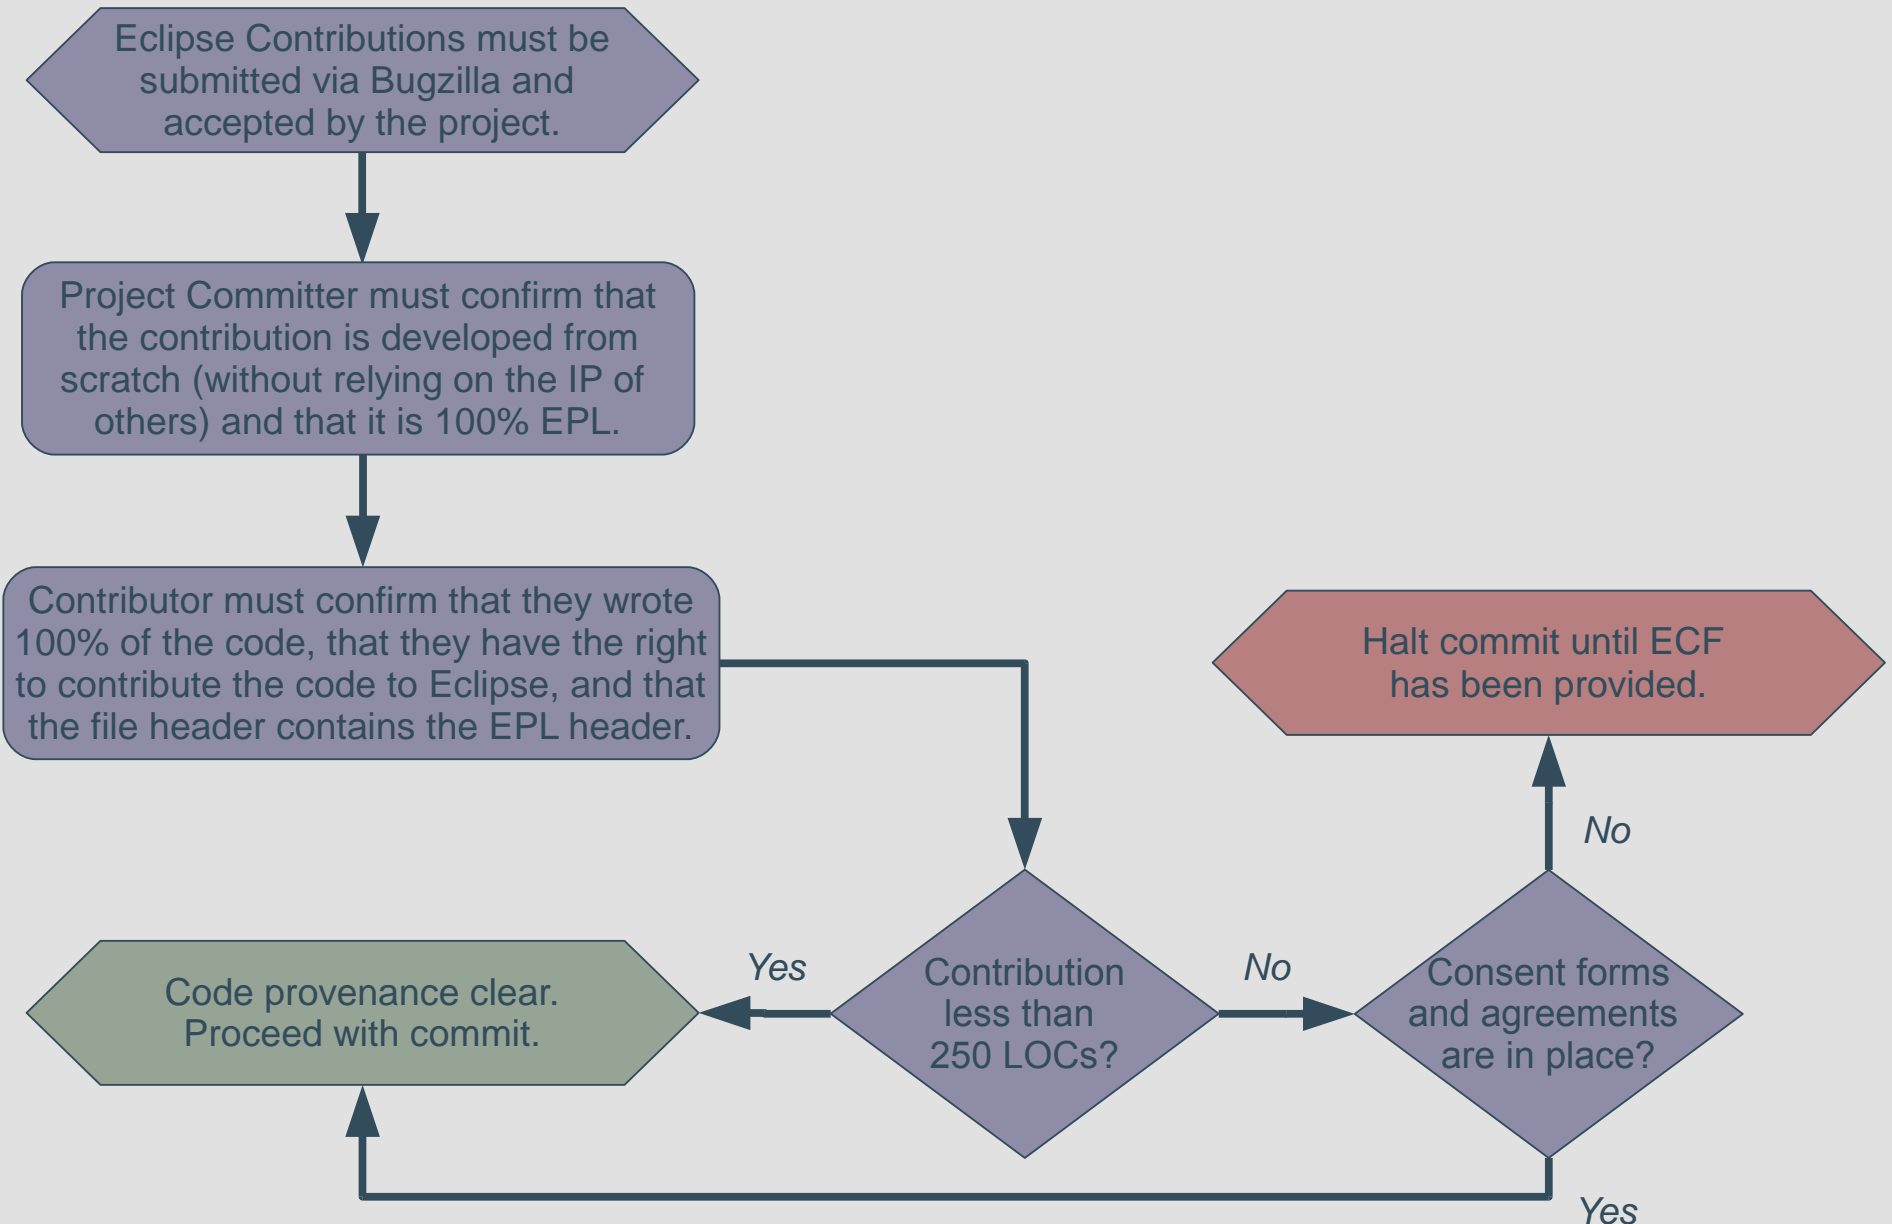 Eclipse Contributions must be
submitted via Bugzilla and
accepted by the project.
Project Committer must confirm that
the contribution is developed from
scratch (without relying on the IP of
others) and that it is 100% EPL.
Contributor must confirm that they wrote
100% of the code, that they have the right
to contribute the code to Eclipse, and that
the file header contains the EPL header.
Halt commit until ECF
has been provided.
No
Code provenance clear.
Proceed with commit.
Yes
Contribution
less than
250 LOCs?
No
Consent forms
and agreements
are in place?
Yes